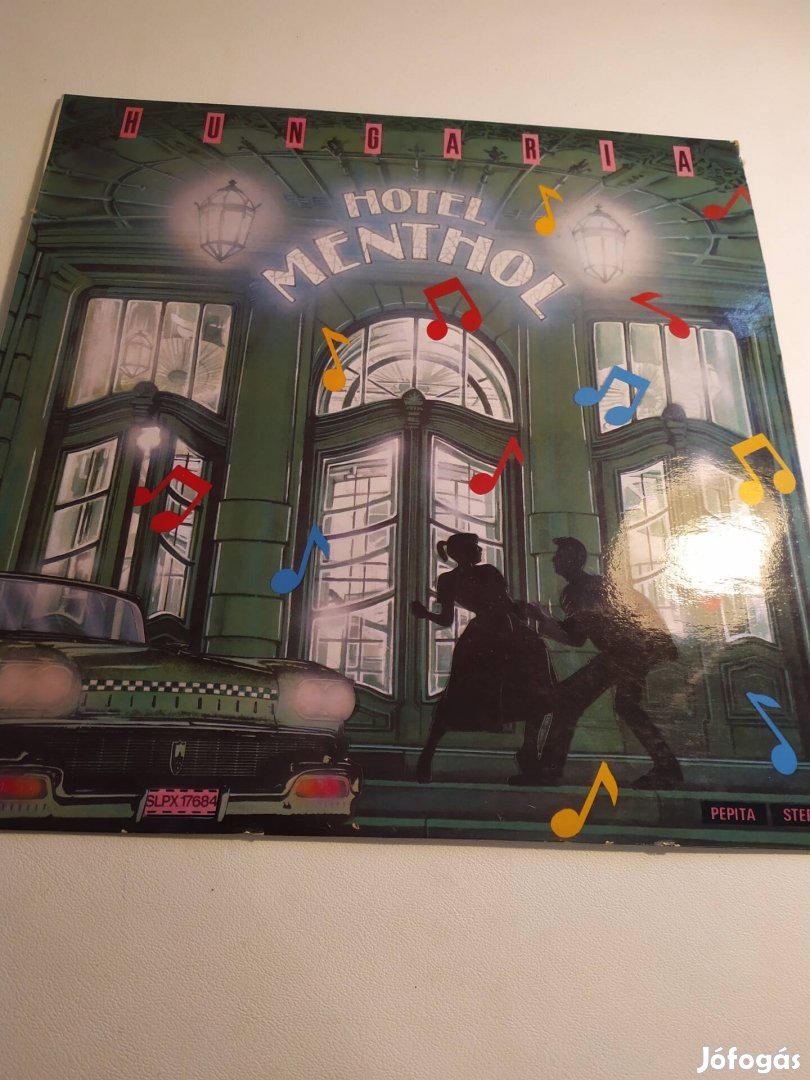 HUNGARIA
HOTEL
MENTHOL
SLPX 17684
PEPITA
Jófogás